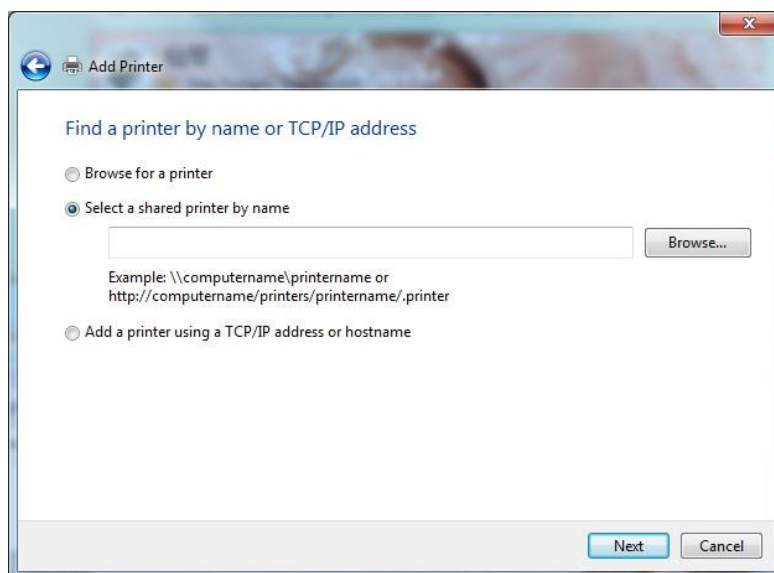 Add Printer
Find a printer by name or TCP/IP address
Browse for a printer
Select a shared printer by name
Browse...
Example: \\computername\printername or
http://computername/printers/printername/.printer
Add a printer using a TCP/IP address or hostname
Next
Cancel